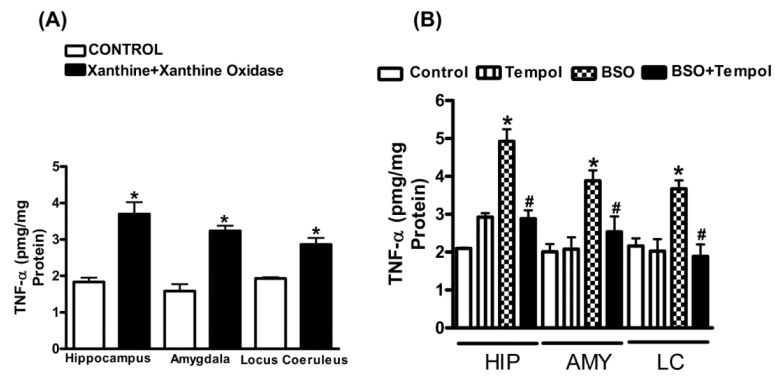 (A)
CONTROL
Xanthine+Xanthine Oxidase
TNF-α (pmg/mg
Protein)
5
4
3
2
1
0
* * *
Hippocampus Amygdala Locus Coeruleus
(B)
Control Tempol BSO BSO+Tempol
TNF-α (pmg/mg
Protein)
6
5
4
3
2
1
0
* # * # * #
HIP AMY LC